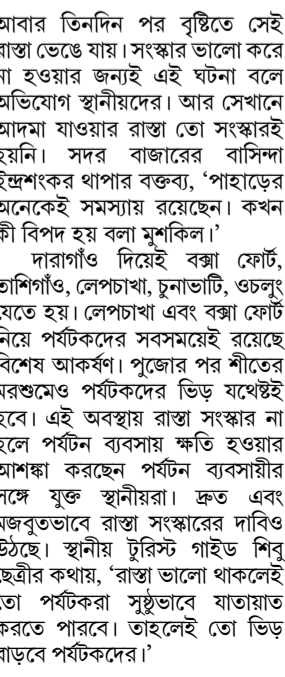 আবার তিনদিন পর বৃষ্টিতে সেই
রাস্তা ভেঙে যায়। সংস্কার ভালো করে
না হওয়ার জন্যই এই ঘটনা বলে
অভিযোগ স্থানীয়দের। আর সেখানে
আদমা যাওয়ার রাস্তা তো সংস্কারই
হয়নি। সদর বাজারের বাসিন্দা
ইন্দ্রশংকর থাপার বক্তব্য, ‘পাহাড়ের
অনেকেই সমস্যায় রয়েছেন। কখন
কী বিপদ হয় বলা মুশকিল।’
দারাগাঁও দিয়েই বক্সা ফোর্ট,
তাশিগাঁও, লেপচাখা, চুনাভাটি, ওচলুং
যেতে হয়। লেপচাখা এবং বক্সা ফোর্ট
নিয়ে পর্যটকদের সবসময়েই রয়েছে
বিশেষ আকর্ষণ। পুজোর পর শীতের
মরশুমেও পর্যটকদের ভিড় যথেষ্টই
হবে। এই অবস্থায় রাস্তা সংস্কার না
হলে পর্যটন ব্যবসায় ক্ষতি হওয়ার
আশঙ্কা করছেন পর্যটন ব্যবসায়ীর
সঙ্গে যুক্ত স্থানীয়রা। দ্রুত এবং
মজবুতভাবে রাস্তা সংস্কারের দাবিও
উঠছে। স্থানীয় টুরিস্ট গাইড শিবু
ছেত্রীর কথায়, ‘রাস্তা ভালো থাকলেই
তো পর্যটকরা সুষ্ঠুভাবে যাতায়াত
করতে পারবে। তাহলেই তো ভিড়
বাড়বে পর্যটকদের।’